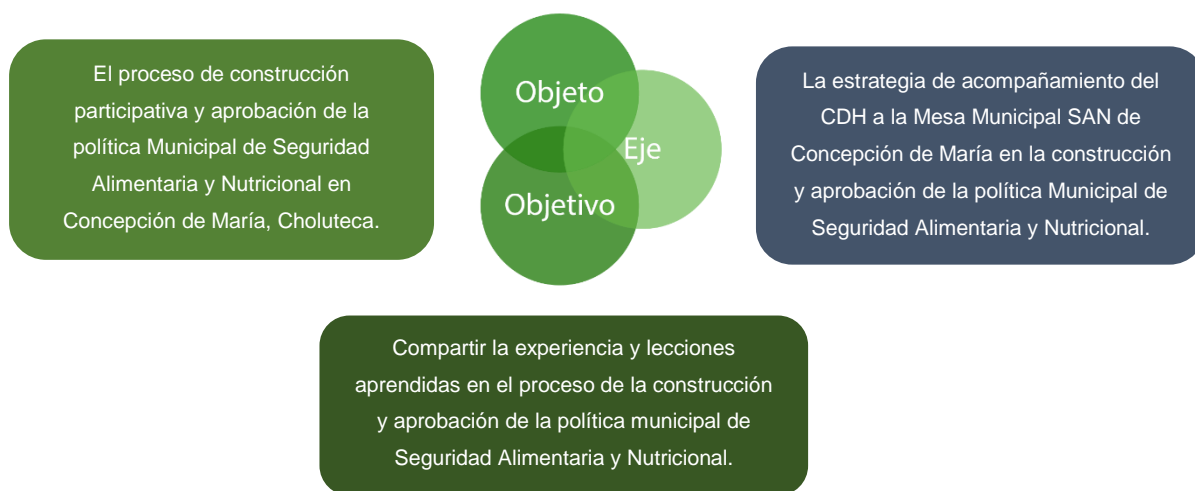 El proceso de construcción
participativa y aprobación de la
política Municipal de Seguridad
Alimentaria y Nutricional en
Concepción de María, Choluteca.
Objeto
Eje
Objetivo
La estrategia de acompañamiento del
CDH a la Mesa Municipal SAN de
Concepción de María en la construcción
y aprobación de la política Municipal de
Seguridad Alimentaria y Nutricional.
Compartir la experiencia y lecciones
aprendidas en el proceso de la construcción
y aprobación de la política municipal de
Seguridad Alimentaria y Nutricional.